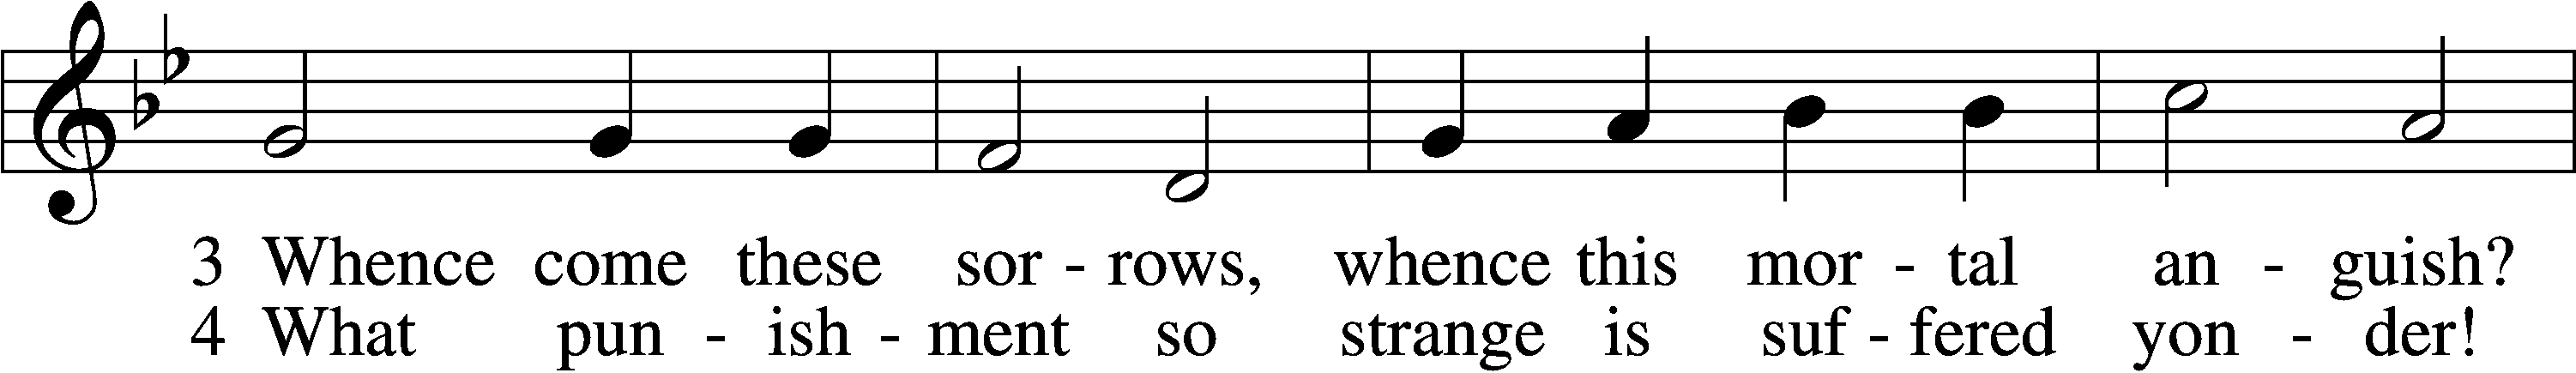 3 Whence come these sor - rows, whence this mor - tal an - guish?
4 What pun - ish - ment so strange is suf - fered yon - der!